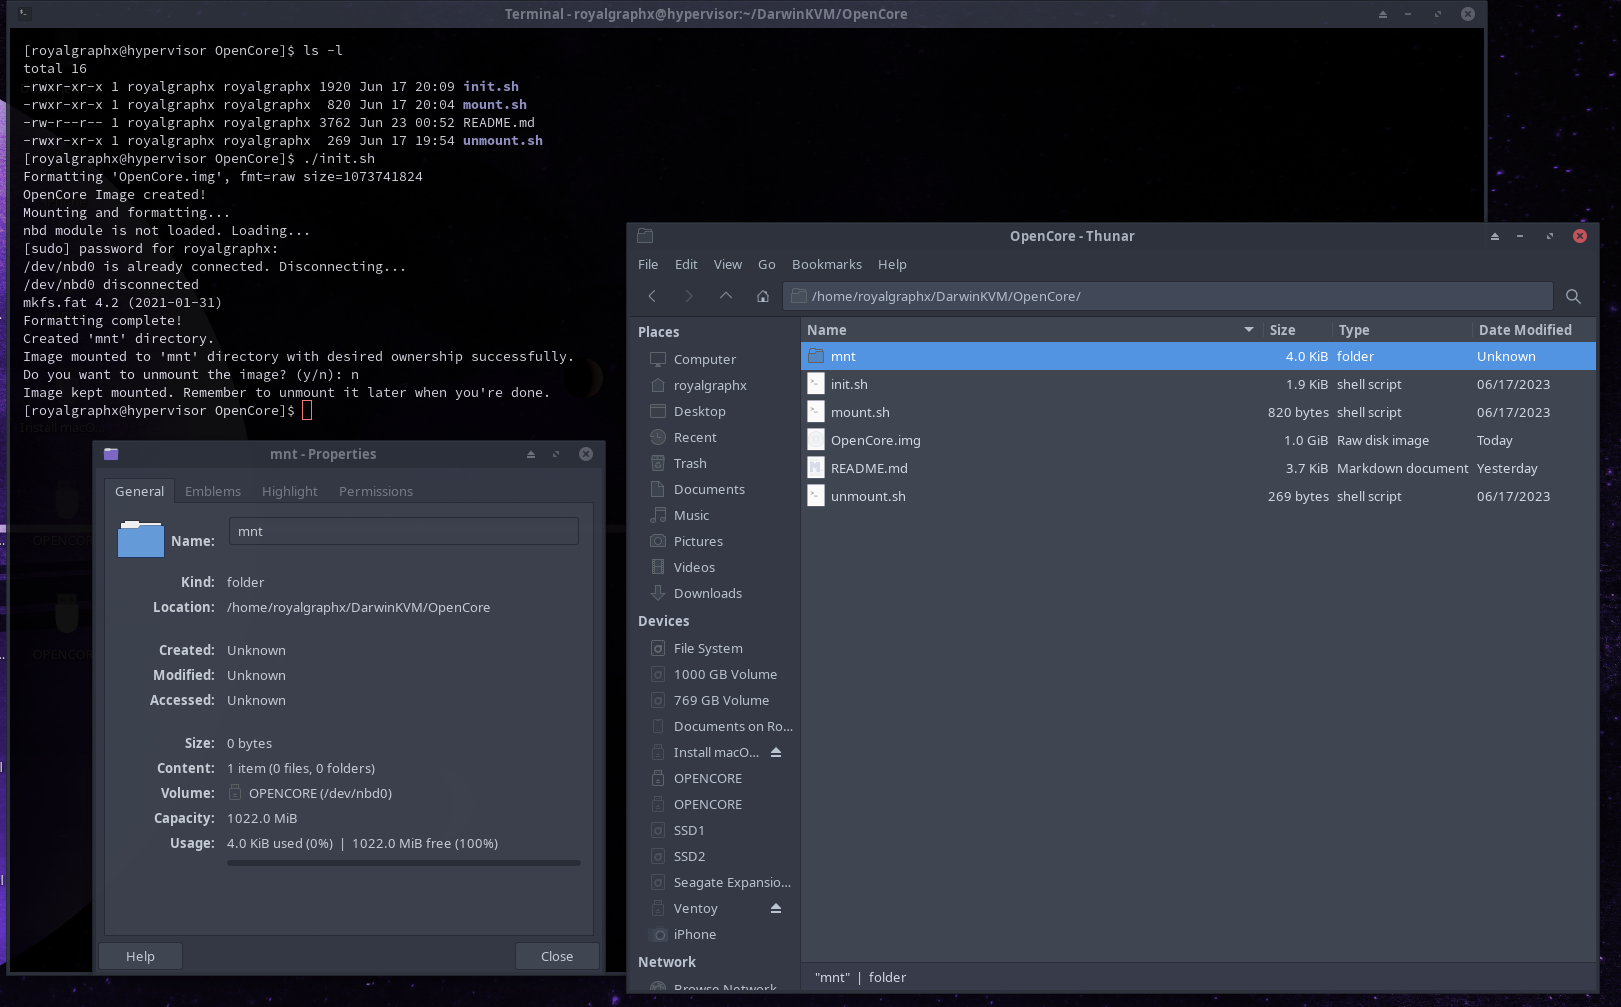 Terminal - royalgraphx@hypervisor:~/DarwinKVM/OpenCore
[royalgraphx@hypervisor OpenCore]$ ls -l
total 16
-rwxr-xr-x 1 royalgraphx royalgraphx 1920 Jun 17 20:09 init.sh
-rwxr-xr-x 1 royalgraphx royalgraphx  820 Jun 17 20:04 mount.sh
-rw-r--r-- 1 royalgraphx royalgraphx 3762 Jun 23 00:52 README.md
-rwxr-xr-x 1 royalgraphx royalgraphx  269 Jun 17 19:54 unmount.sh
[royalgraphx@hypervisor OpenCore]$ ./init.sh
Formatting 'OpenCore.img', fmt=raw size=1073741824
OpenCore Image created!
Mounting and formatting...
nbd module is not loaded. Loading...
[sudo] password for royalgraphx:
/dev/nbd0 is already connected. Disconnecting...
/dev/nbd0 disconnected
mkfs.fat 4.2 (2021-01-31)
Formatting complete!
Created 'mnt' directory.
Image mounted to 'mnt' directory with desired ownership successfully.
Do you want to unmount the image? (y/n): n
Image kept mounted. Remember to unmount it later when you're done.
[royalgraphx@hypervisor OpenCore]$
Install macO...
OPENCOR
OPENCOR
mnt - Properties
General Emblems Highlight Permissions
Name: mnt
Kind: folder
Location: /home/royalgraphx/DarwinKVM/OpenCore
Created: Unknown
Modified: Unknown
Accessed: Unknown
Size: 0 bytes
Content: 1 item (0 files, 0 folders)
Volume: OPENCORE (/dev/nbd0)
Capacity: 1022.0 MiB
Usage: 4.0 KiB used (0%) | 1022.0 MiB free (100%)
Help Close
OpenCore - Thunar
File Edit View Go Bookmarks Help
/home/royalgraphx/DarwinKVM/OpenCore/
Places
Computer
royalgraphx
Desktop
Recent
Trash
Documents
Music
Pictures
Videos
Downloads
Devices
File System
1000 GB Volume
769 GB Volume
Documents on Ro...
Install macO...
OPENCORE
OPENCORE
SSD1
SSD2
Seagate Expansio...
Ventoy
iPhone
Network
Browse Network
Name Size Type Date Modified
mnt 4.0 KiB folder Unknown
init.sh 1.9 KiB shell script 06/17/2023
mount.sh 820 bytes shell script 06/17/2023
OpenCore.img 1.0 GiB Raw disk image Today
README.md 3.7 KiB Markdown document Yesterday
unmount.sh 269 bytes shell script 06/17/2023
"mnt" | folder